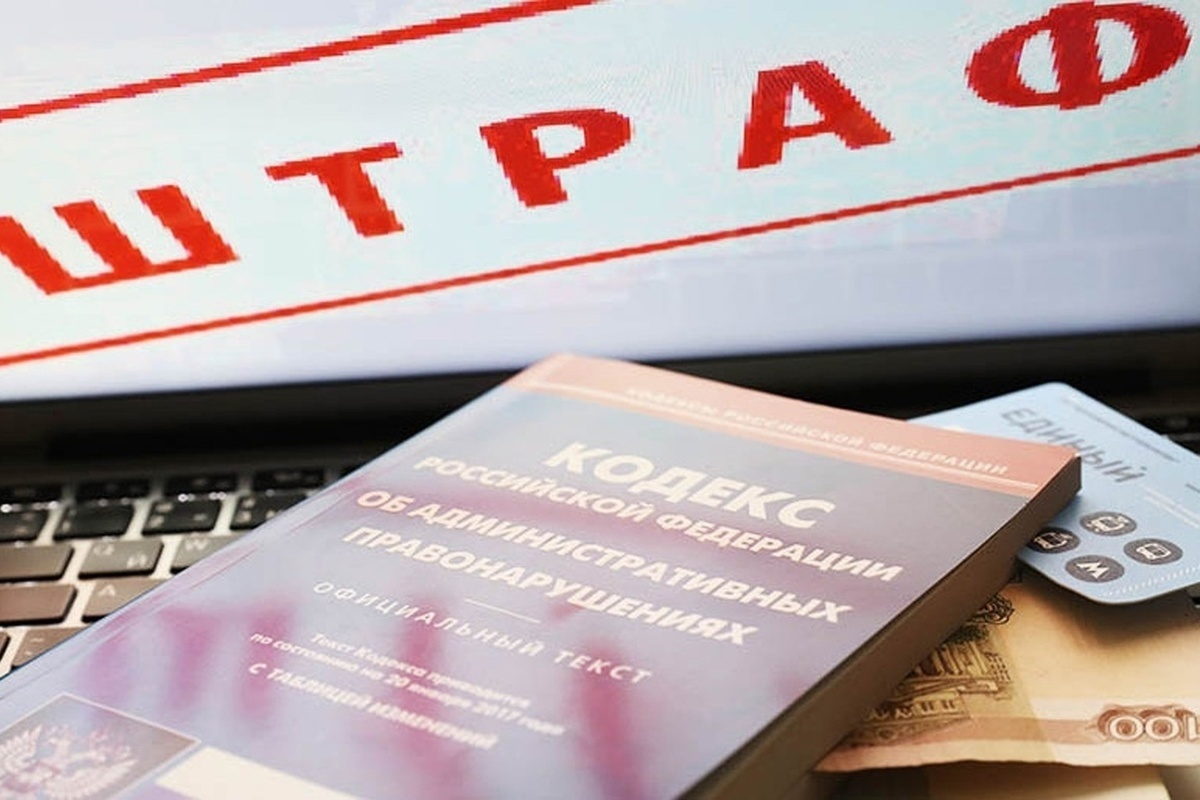 ШТРАФ
КОДЕКСЫ РОССИЙСКОЙ ФЕДЕРАЦИИ
КОДЕКС
РОССИЙСКОЙ ФЕДЕРАЦИИ
ОБ АДМИНИСТРАТИВНЫХ
ПРАВОНАРУШЕНИЯХ
ОФИЦИАЛЬНЫЙ ТЕКСТ
Текст Кодекса приводится
по состоянию на 20 января 2017 года
С ТАБЛИЦЕЙ ИЗМЕНЕНИЙ
ЕДИНЫЙ
100
Q Й
W
A